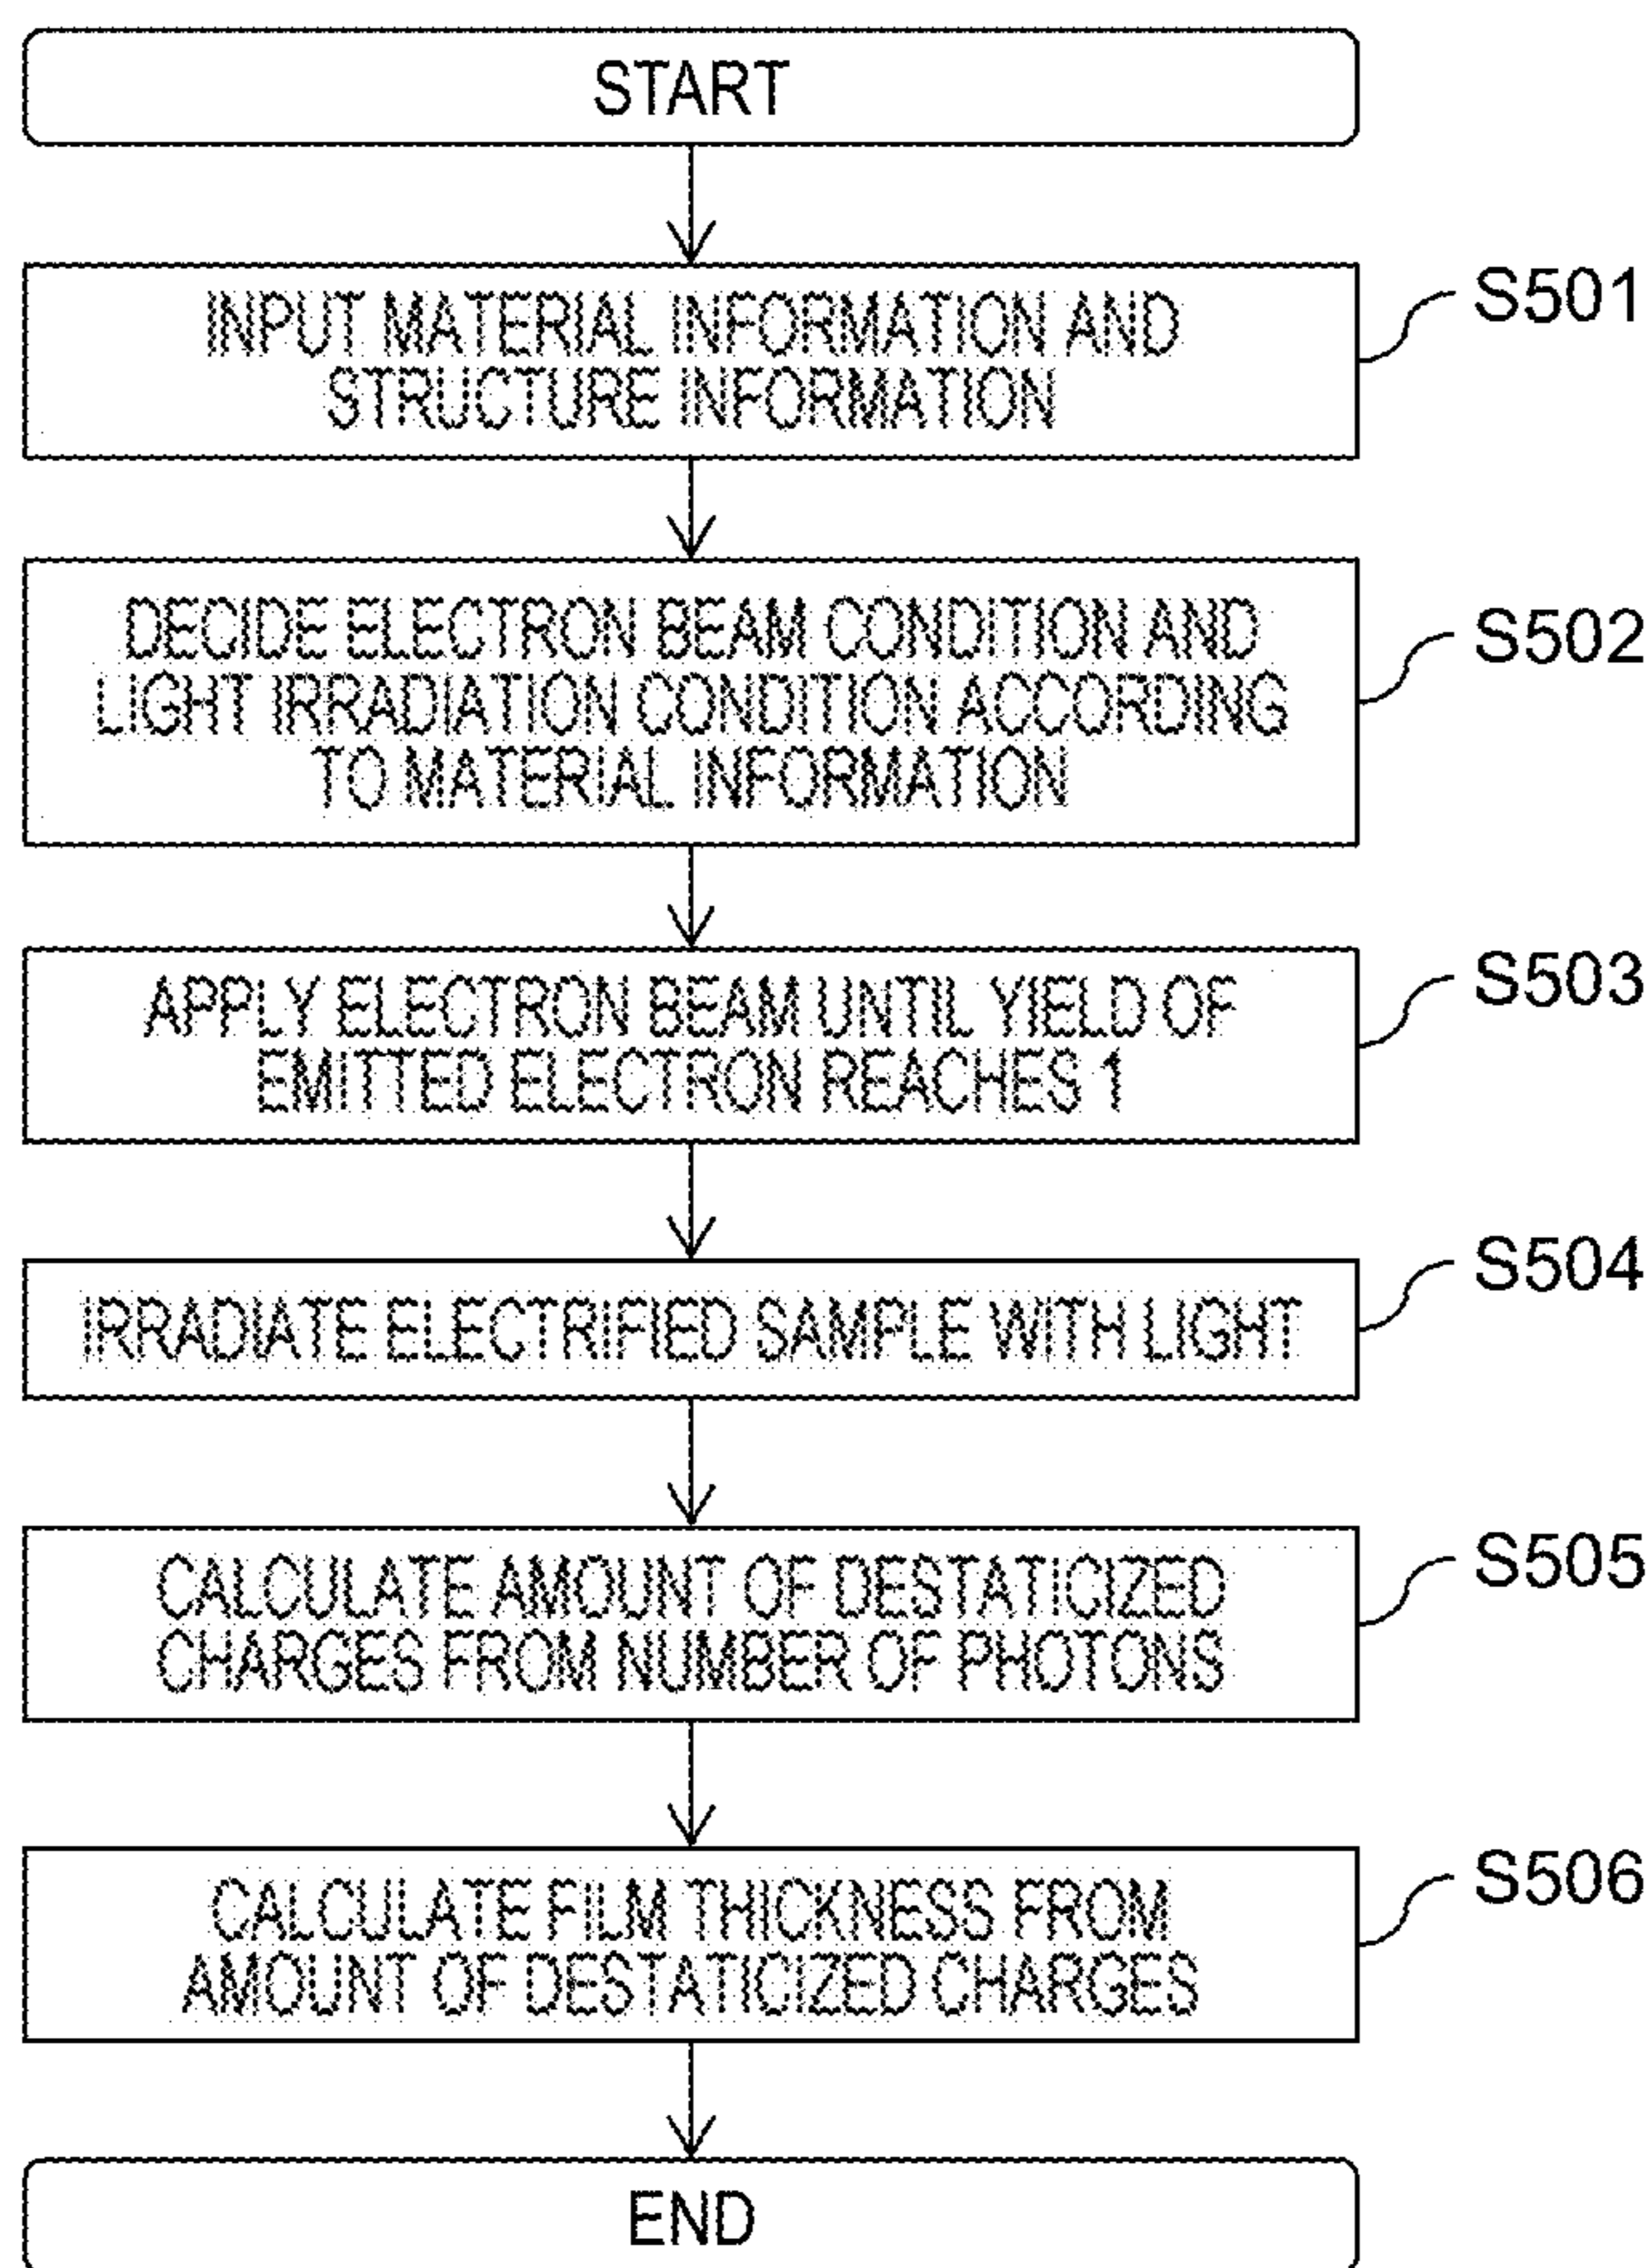 START
INPUT MATERIAL INFORMATION AND
STRUCTURE INFORMATION
S501
DECIDE ELECTRON BEAM CONDITION AND
LIGHT IRRADIATION CONDITION ACCORDING
TO MATERIAL INFORMATION
S502
APPLY ELECTRON BEAM UNTIL YIELD OF
EMITTED ELECTRON REACHES 1
S503
IRRADIATE ELECTRIFIED SAMPLE WITH LIGHT
S504
CALCULATE AMOUNT OF DESTATICIZED
CHARGES FROM NUMBER OF PHOTONS
S505
CALCULATE FILM THICKNESS FROM
AMOUNT OF DESTATICIZED CHARGES
S506
END